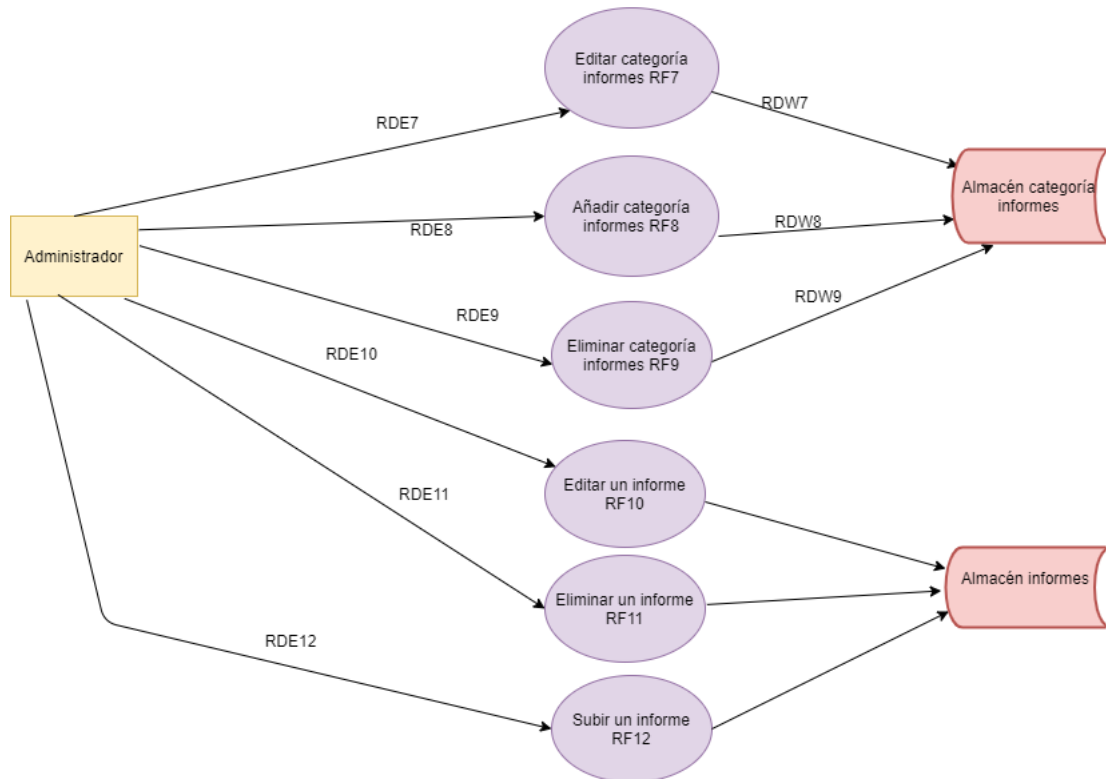 Editar categoría
informes RF7
RDW7
RDE7
Almacén categoría
informes
Añadir categoría
informes RF8
RDE8
RDW8
Administrador
RDW9
RDE9
Eliminar categoría
informes RF9
RDE10
Editar un informe
RF10
RDE11
Almacén informes
Eliminar un informe
RF11
RDE12
Subir un informe
RF12